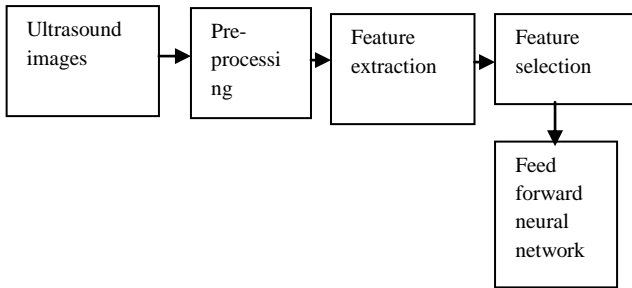 Ultrasound
images
Pre-
processi
ng
Feature
extraction
Feature
selection
Feed
forward
neural
network